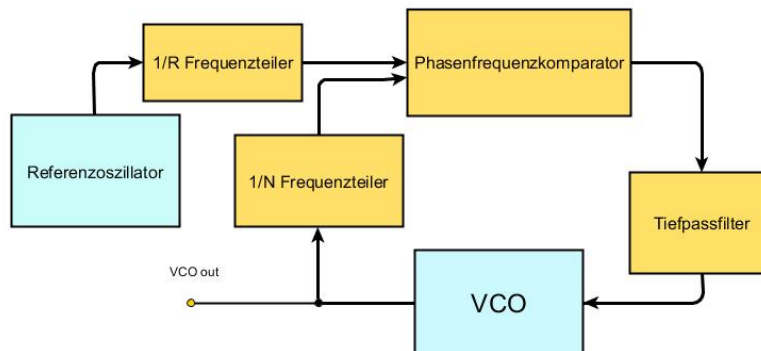 1/R Frequenzteiler
Phasenfrequenzkomparator
Referenzoszillator
1/N Frequenzteiler
Tiefpassfilter
VCO out
VCO